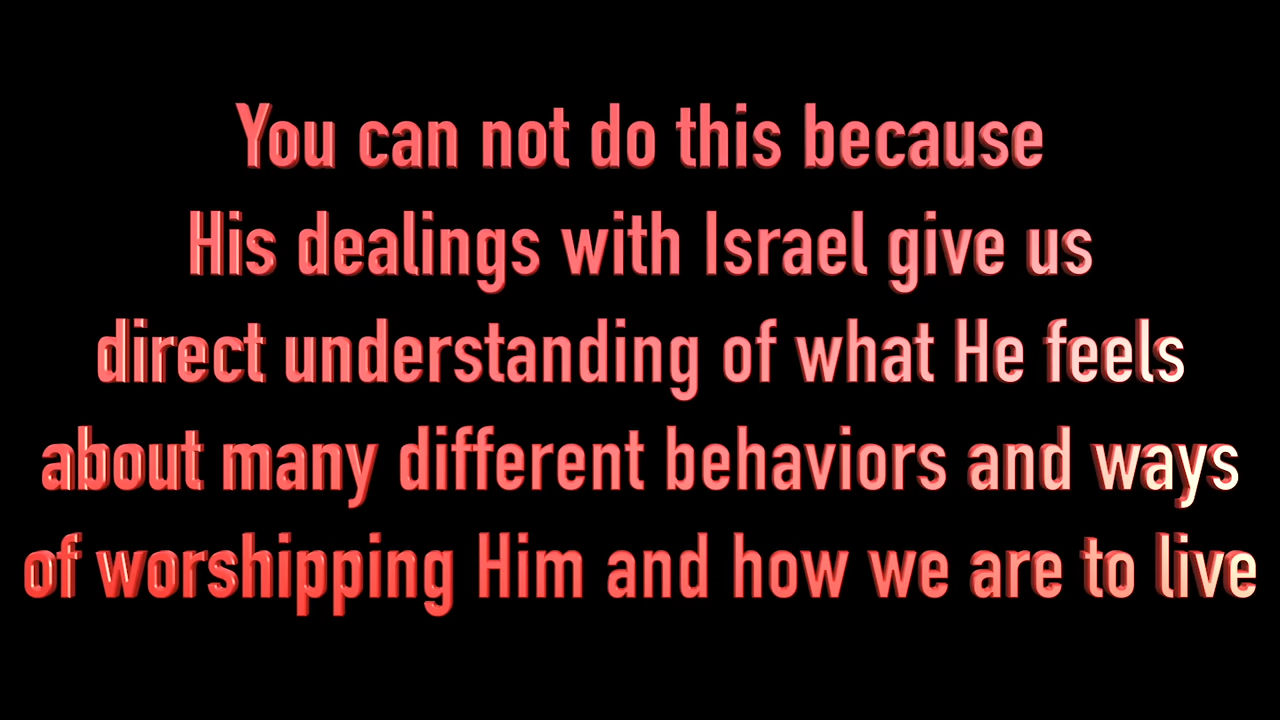 You can not do this because
His dealings with Israel give us
direct understanding of what He feels
about many different behaviors and ways
of worshipping Him and how we are to live